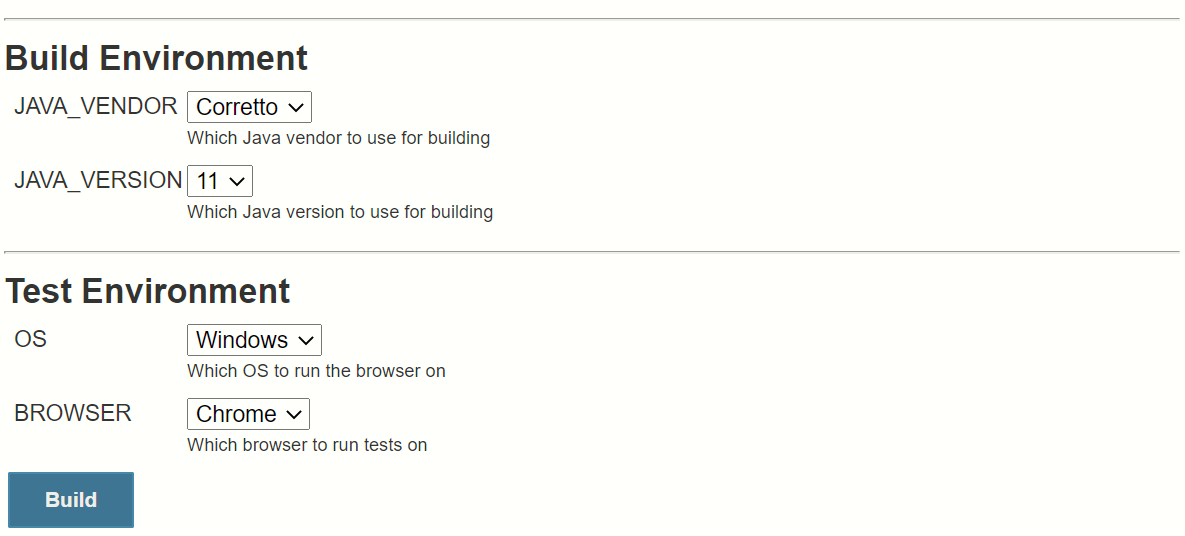 Build Environment
JAVA_VENDOR Corretto
Which Java vendor to use for building
JAVA_VERSION 11
Which Java version to use for building
Test Environment
OS Windows
Which OS to run the browser on
BROWSER Chrome
Which browser to run tests on
Build